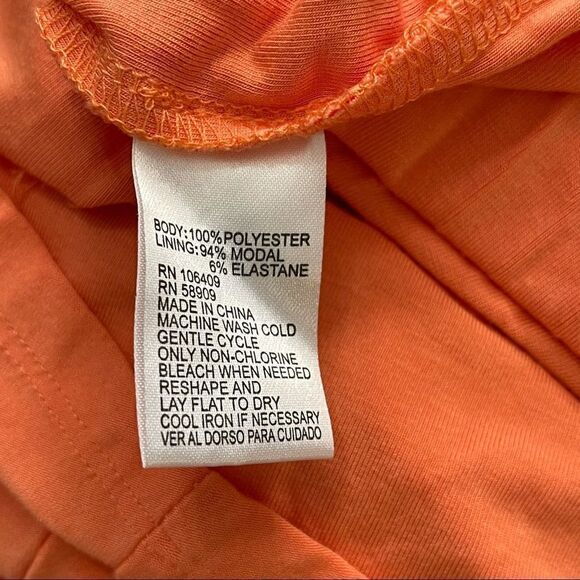 BODY:100%POLYESTER
LINING:94% MODAL
6% ELASTANE
RN 106409
RN 58909
MADE IN CHINA
MACHINE WASH COLD
GENTLE CYCLE
ONLY NON-CHLORINE
BLEACH WHEN NEEDED
RESHAPE AND
LAY FLAT TO DRY
COOL IRON IF NECESSARY
VER AL DORSO PARA CUIDADO